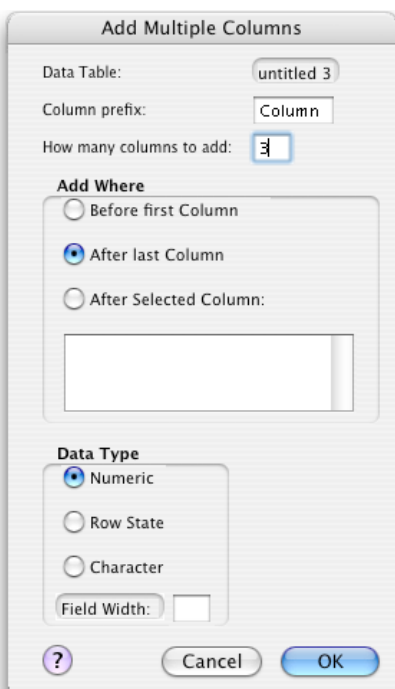 Add Multiple Columns
Data Table: untitled 3
Column prefix: Column
How many columns to add: 3
Add Where
Before first Column
After last Column
After Selected Column:
Data Type
Numeric
Row State
Character
Field Width:
? Cancel OK